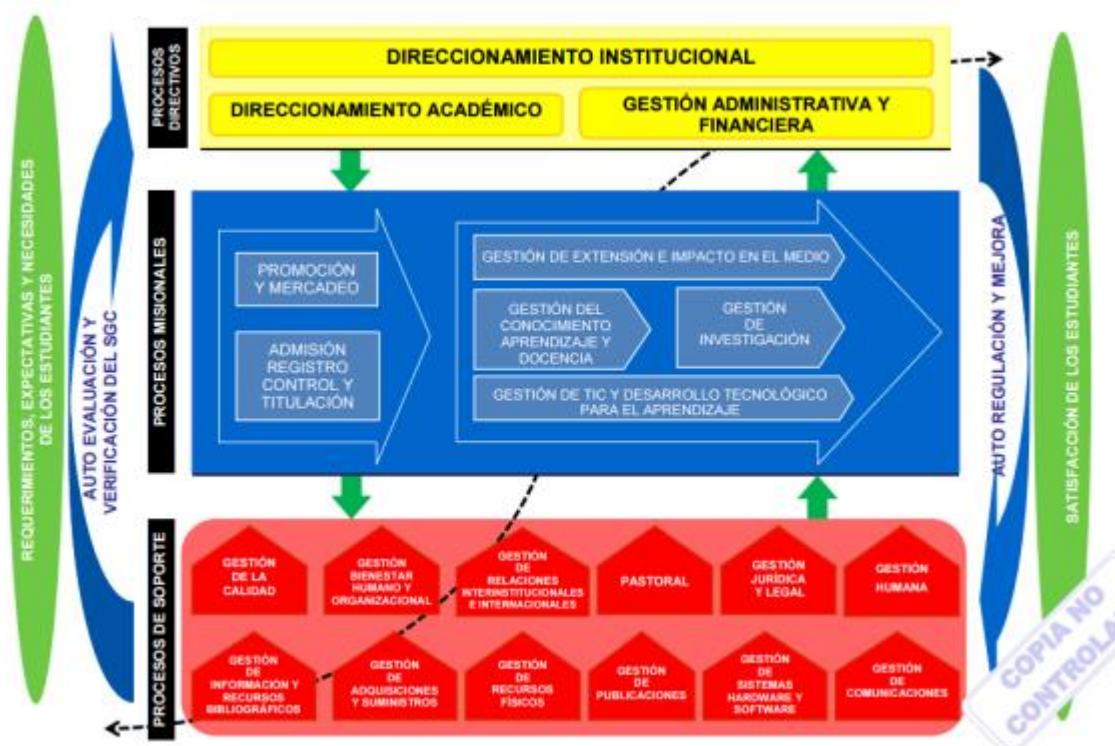 REQUERIMIENTOS, EXPECTATIVAS Y NECESIDADES
DE LOS ESTUDIANTES
AUTO EVALUACIÓN Y
VERIFICACIÓN DEL SGC
PROCESOS
DIRECTIVOS
DIRECCIONAMIENTO INSTITUCIONAL
DIRECCIONAMIENTO ACADÉMICO
GESTIÓN ADMINISTRATIVA Y
FINANCIERA
PROCESOS MISIONALES
PROMOCIÓN
Y MERCADEO
ADMISIÓN
REGISTRO
CONTROL Y
TITULACIÓN
GESTIÓN DE EXTENSIÓN E IMPACTO EN EL MEDIO
GESTIÓN DEL
CONOCIMIENTO
APRENDIZAJE Y
DOCENCIA
GESTIÓN
DE
INVESTIGACIÓN
GESTIÓN DE TIC Y DESARROLLO TECNOLÓGICO
PARA EL APRENDIZAJE
PROCESOS DE SOPORTE
GESTIÓN
DE LA
CALIDAD
GESTIÓN
BIENESTAR
HUMANO Y
ORGANIZACIONAL
GESTIÓN
DE
RELACIONES
INTERINSTITUCIONALES
E INTERNACIONALES
PASTORAL
GESTIÓN
JURÍDICA
Y LEGAL
GESTIÓN
HUMANA
GESTIÓN
DE
INFORMACIÓN Y
RECURSOS
BIBLIOGRÁFICOS
GESTIÓN
DE
ADQUISICIONES
Y SUMINISTROS
GESTIÓN
DE
RECURSOS
FÍSICOS
GESTIÓN
DE
PUBLICACIONES
GESTIÓN
DE
SISTEMAS
HARDWARE Y
SOFTWARE
GESTIÓN
DE
COMUNICACIONES
AUTO REGULACIÓN Y MEJORA
SATISFACCIÓN DE LOS ESTUDIANTES
COPIA NO